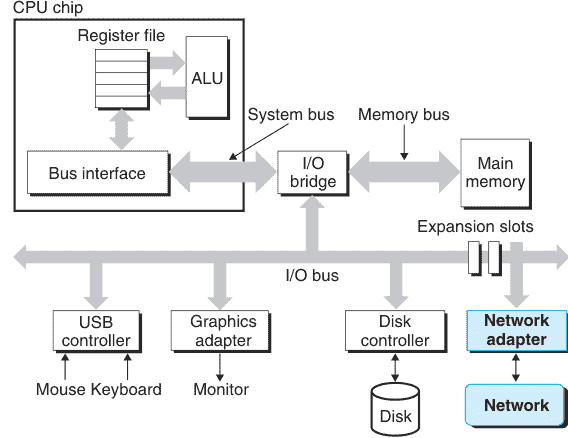 CPU chip
Register file
ALU
System bus
Memory bus
Bus interface
I/O
bridge
Main
memory
Expansion slots
I/O bus
USB
controller
Graphics
adapter
Disk
controller
Network
adapter
Mouse Keyboard
Monitor
Disk
Network